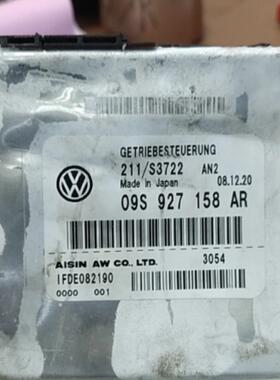 GETRIEBESTEUERUNG
211/S3722 AN2
Made in Japan 08.12.20
09S 927 158 AR
AISIN AW CO., LTD. 3054
IFDE082190
0000 001